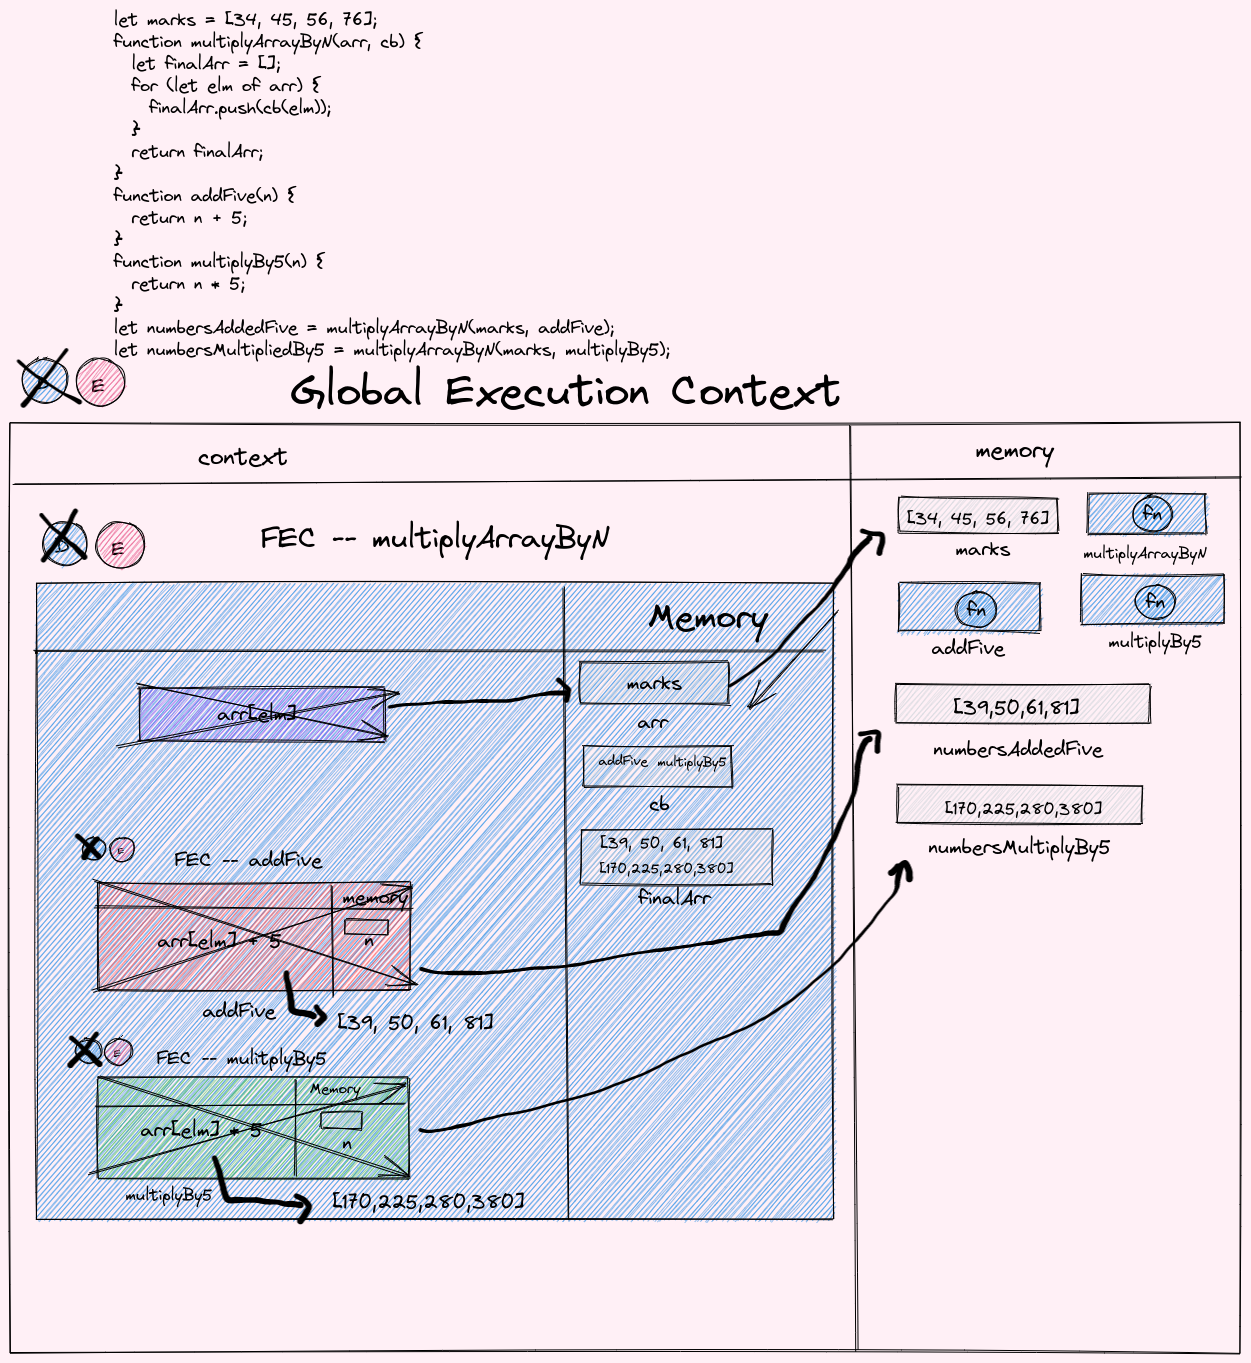 let marks = [34, 45, 56, 76];
function multiplyArrayByN(arr, cb) {
let finalArr = [];
for (let elm of arr) {
finalArr.push(cb(elm));
}
return finalArr;
}
function addFive(n) {
return n + 5;
}
function multiplyBy5(n) {
return n * 5;
}
let numbersAddedFive = multiplyArrayByN(marks, addFive);
let numbersMultipliedBy5 = multiplyArrayByN(marks, multiplyBy5);
E
Global Execution Context
context
memory
D
E
FEC -- multiplyArrayByN
[34, 45, 56, 76]
marks
fn
multiplyArrayByN
fn
addFive
fn
multiplyBy5
[39,50,61,81]
numbersAddedFive
[170,225,280,380]
numbersMultiplyBy5
Memory
arr[elm]
marks
arr
addFive multiplyBy5
cb
[39, 50, 61, 81]
[170,225,280,380]
finalArr
E
FEC -- addFive
memory
arr[elm] + 5
n
addFive
[39, 50, 61, 81]
E
FEC -- mulitplyBy5
Memory
arr[elm] * 5
n
multiplyBy5
[170,225,280,380]